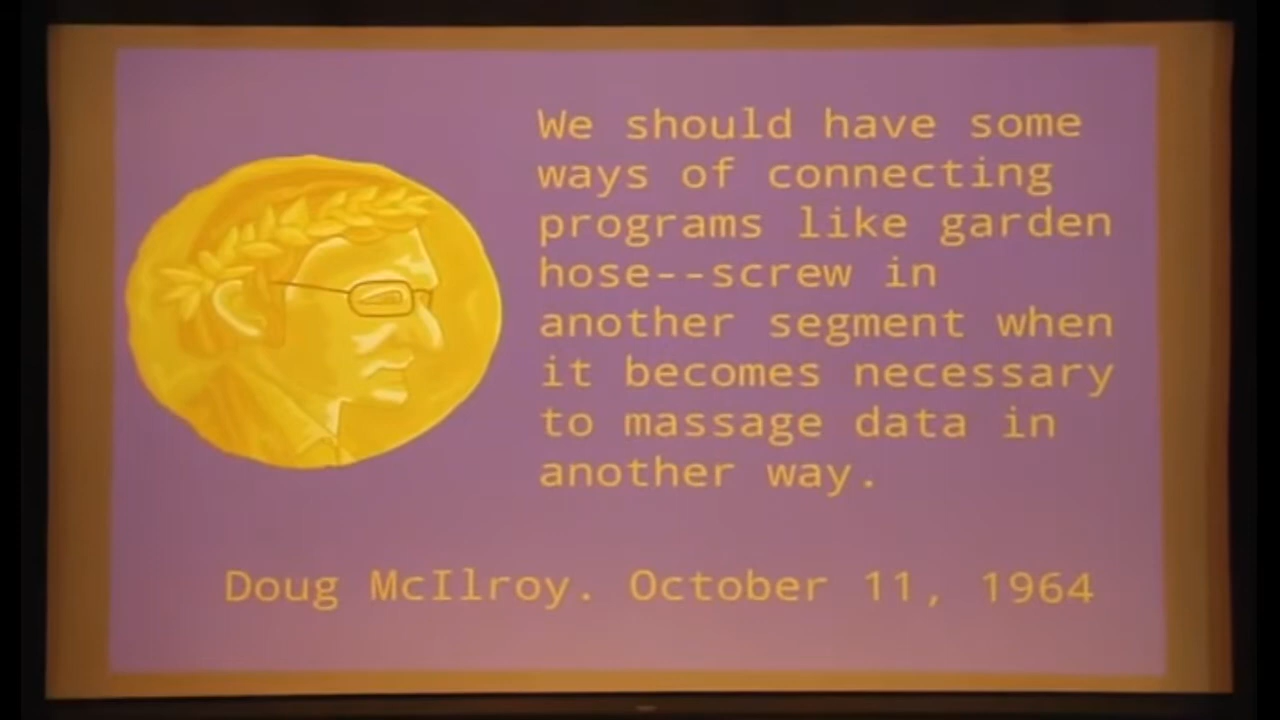 We should have some
ways of connecting
programs like garden
hose--screw in
another segment when
it becomes necessary
to massage data in
another way.
Doug McIlroy. October 11, 1964